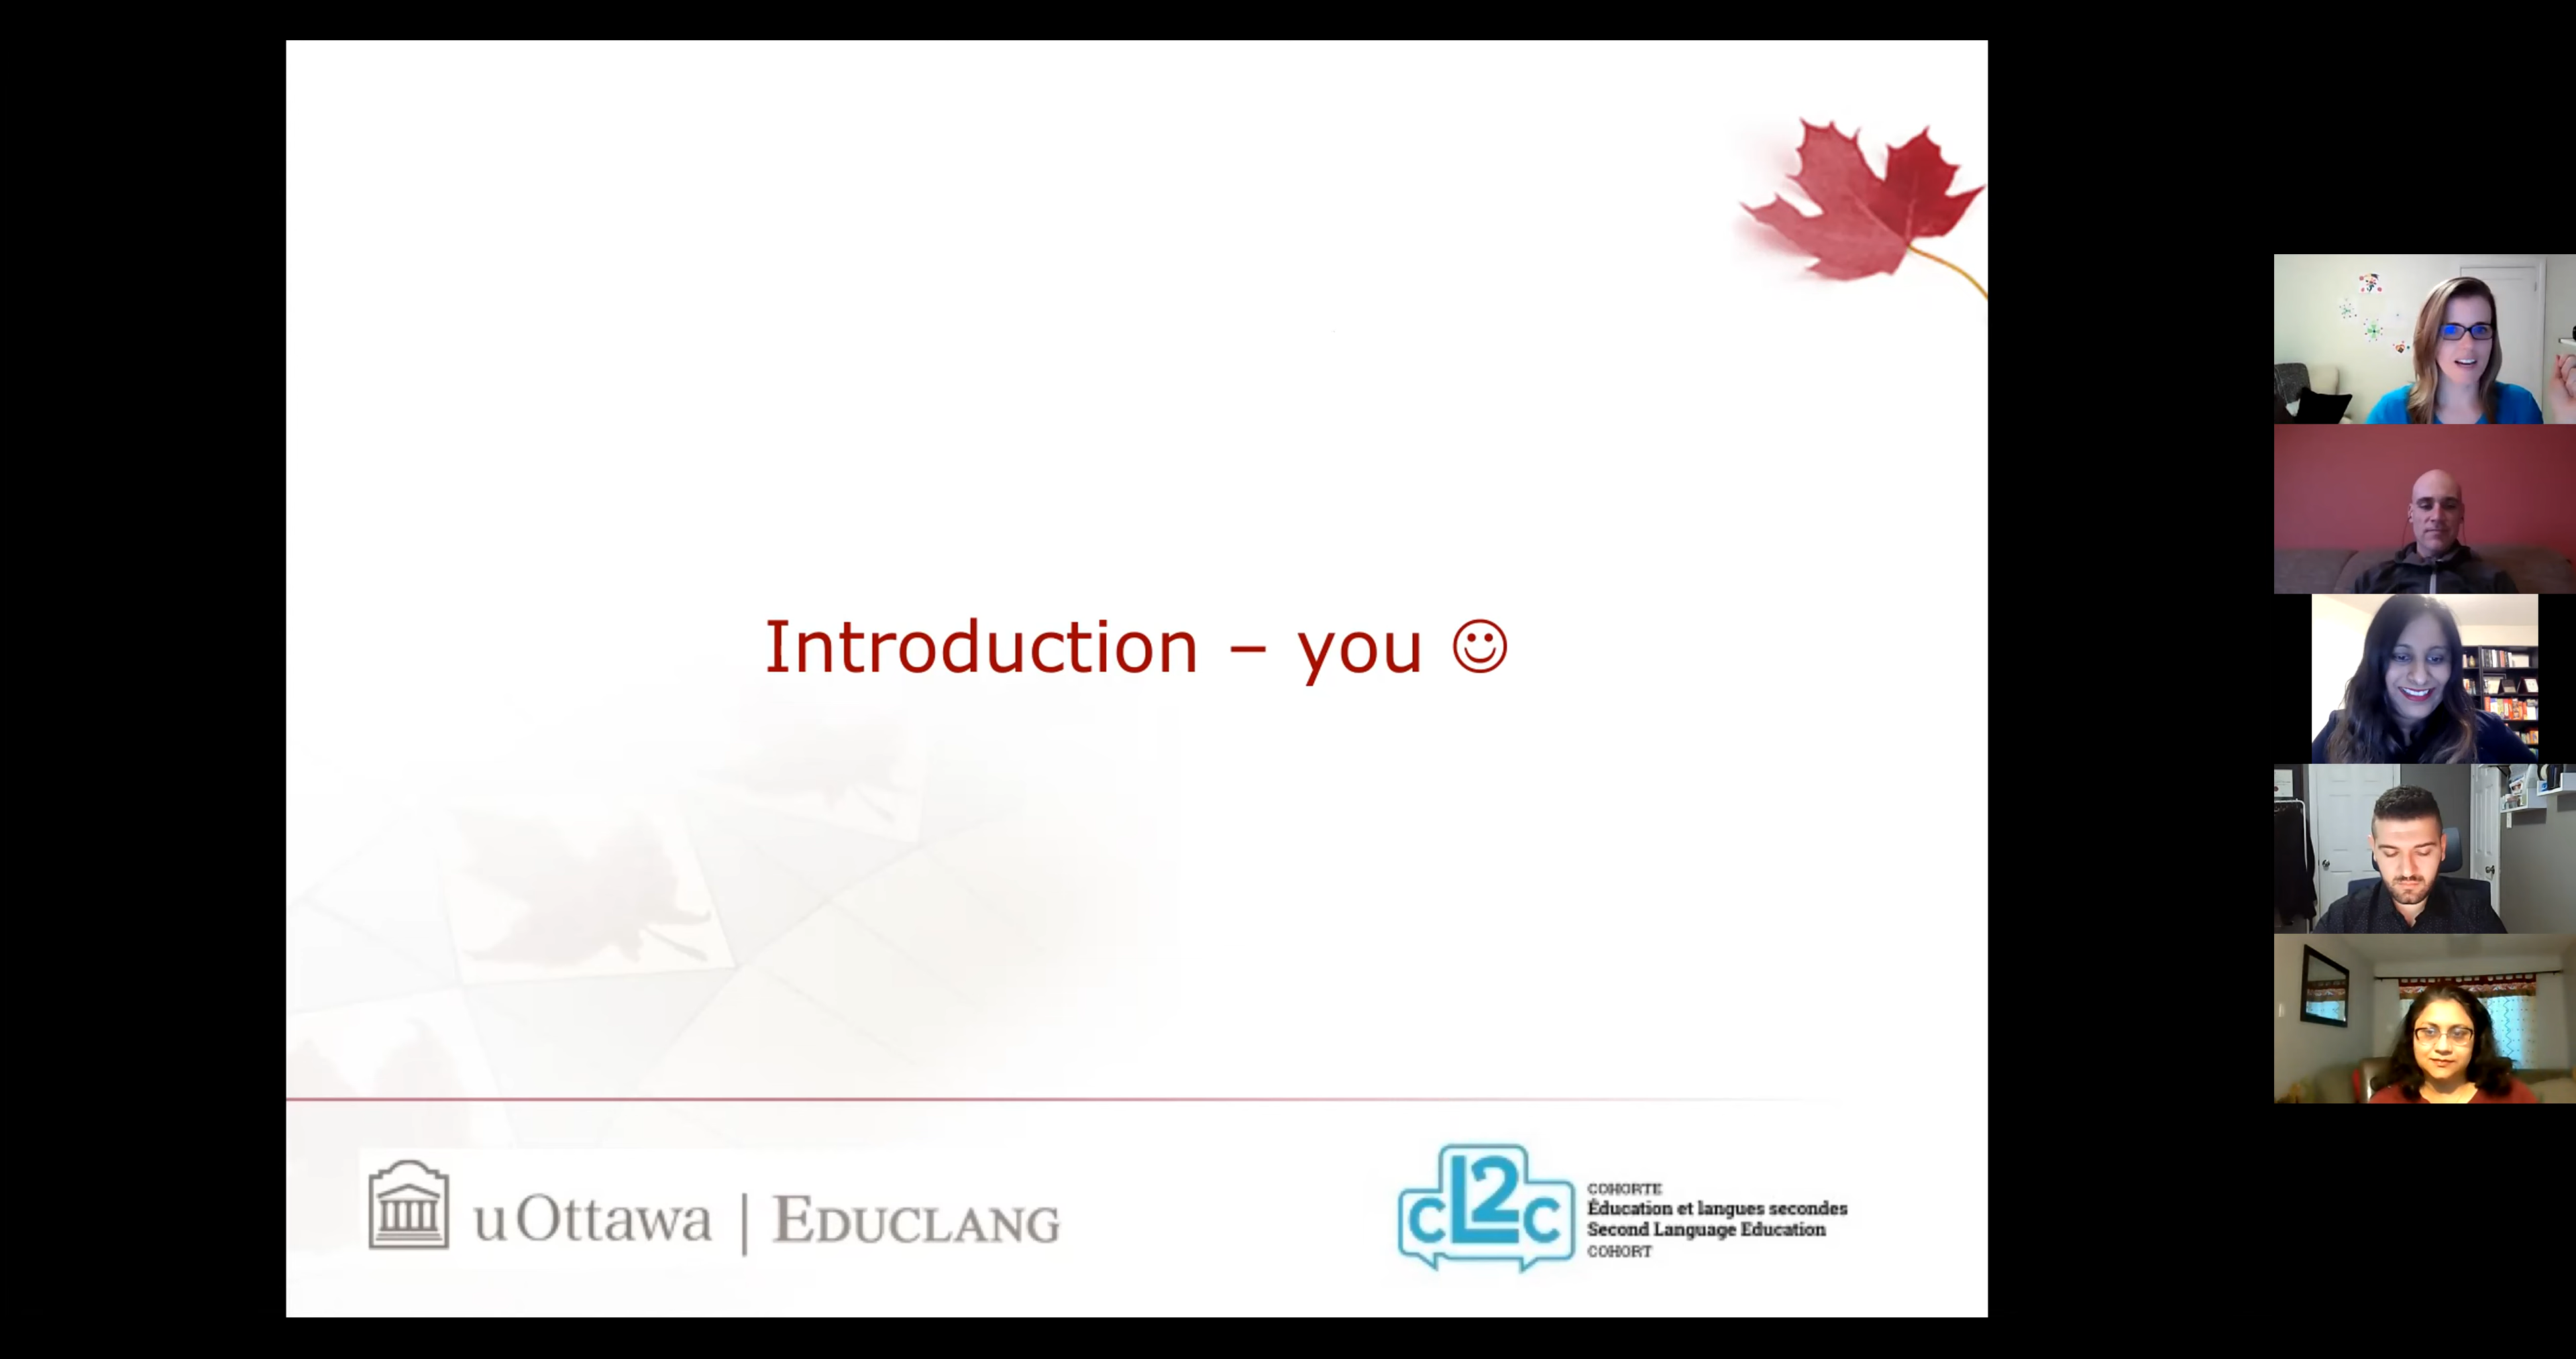 Introduction – you ☺
uOttawa | EDUCLANG
CL2C
COHORTE
Éducation et langues secondes
Second Language Education
COHORT